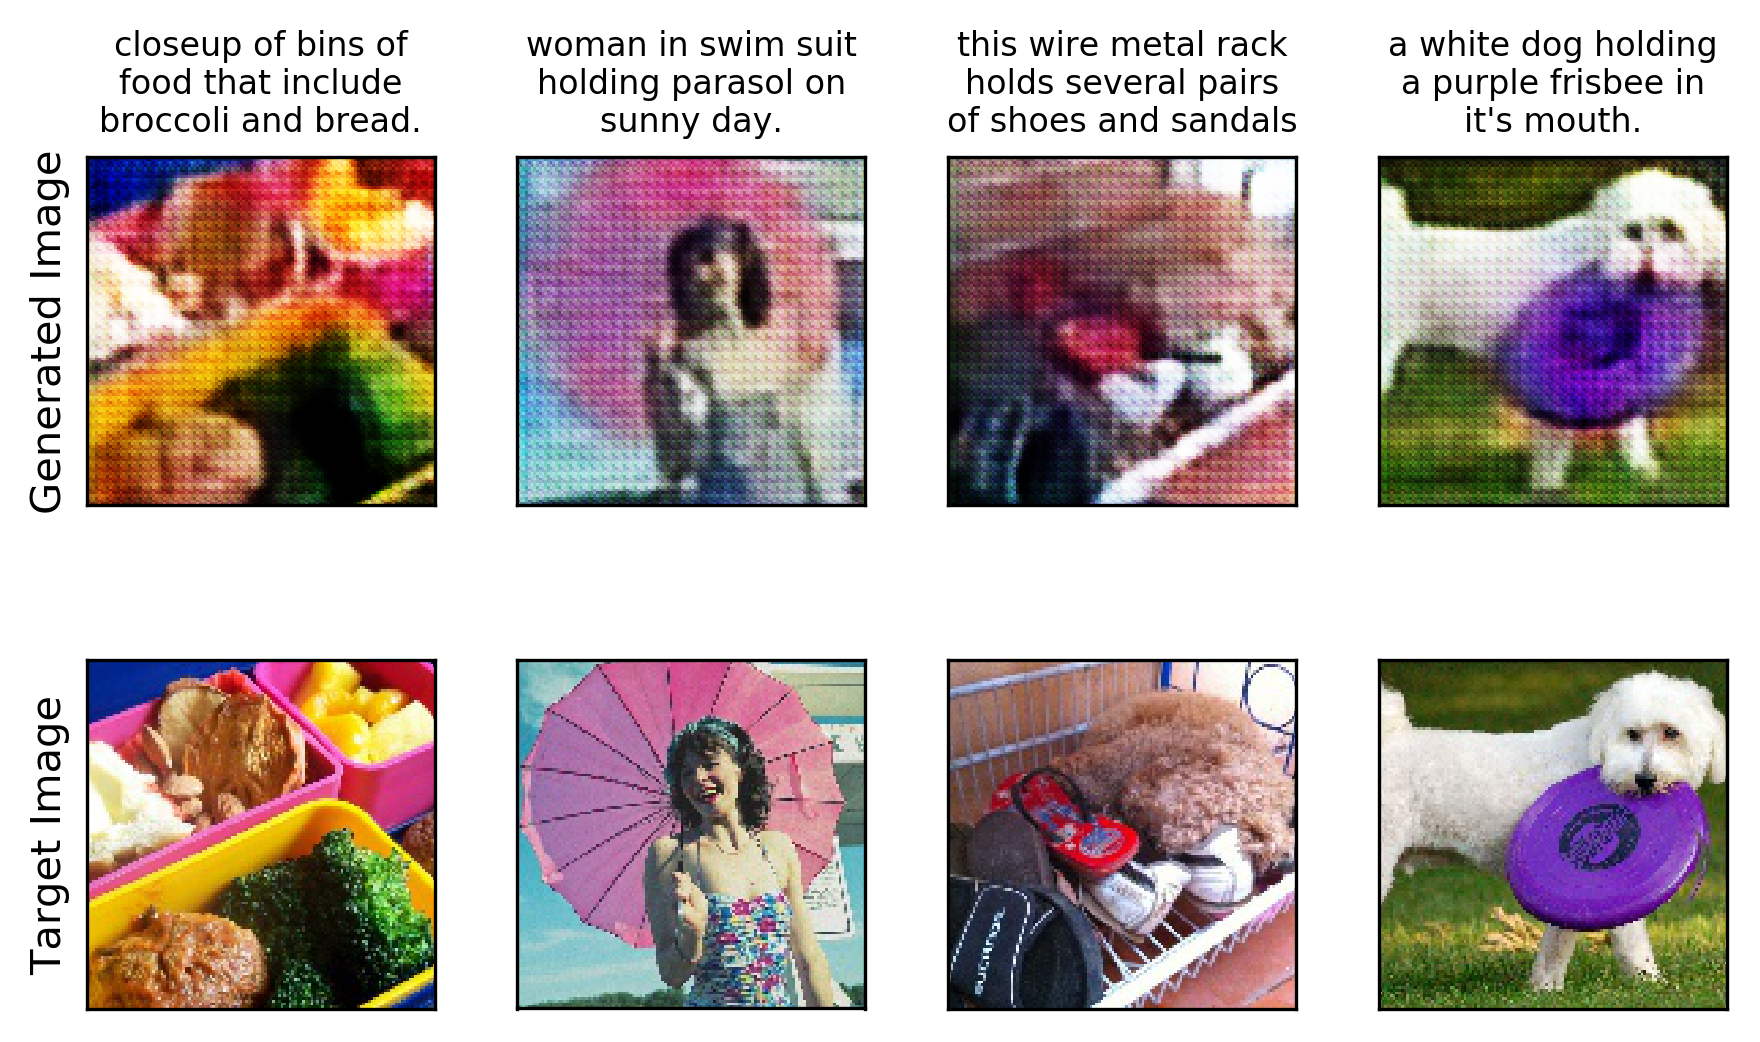 closeup of bins of
food that include
broccoli and bread.
woman in swim suit
holding parasol on
sunny day.
this wire metal rack
holds several pairs
of shoes and sandals
a white dog holding
a purple frisbee in
it's mouth.
Generated Image
Target Image